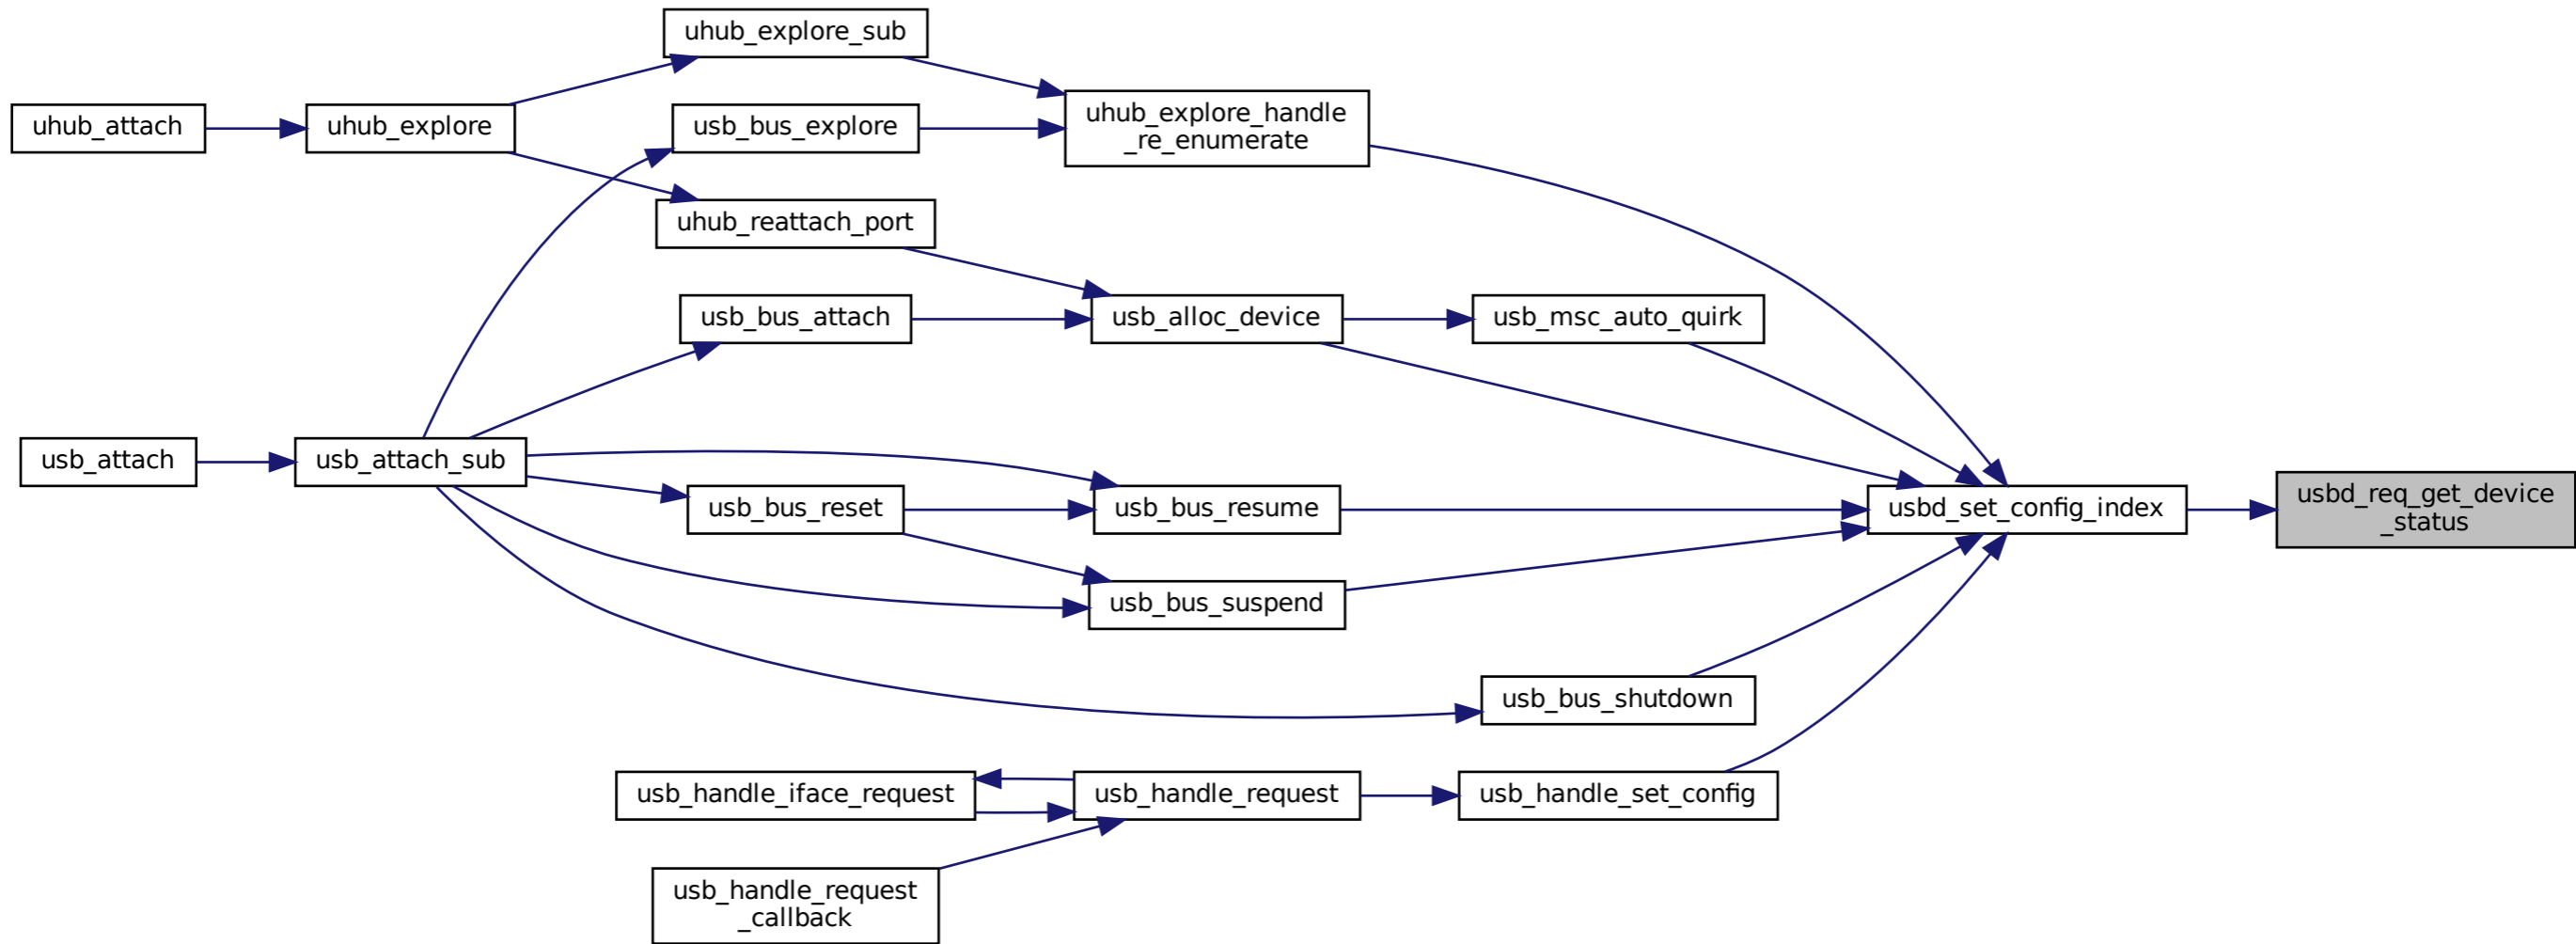 uhub_explore_sub
uhub_attach
uhub_explore
usb_bus_explore
uhub_explore_handle
_re_enumerate
uhub_reattach_port
usb_bus_attach
usb_alloc_device
usb_msc_auto_quirk
usb_attach
usb_attach_sub
usb_bus_reset
usb_bus_resume
usbd_set_config_index
usbd_req_get_device
_status
usb_bus_suspend
usb_bus_shutdown
usb_handle_iface_request
usb_handle_request
usb_handle_set_config
usb_handle_request
_callback